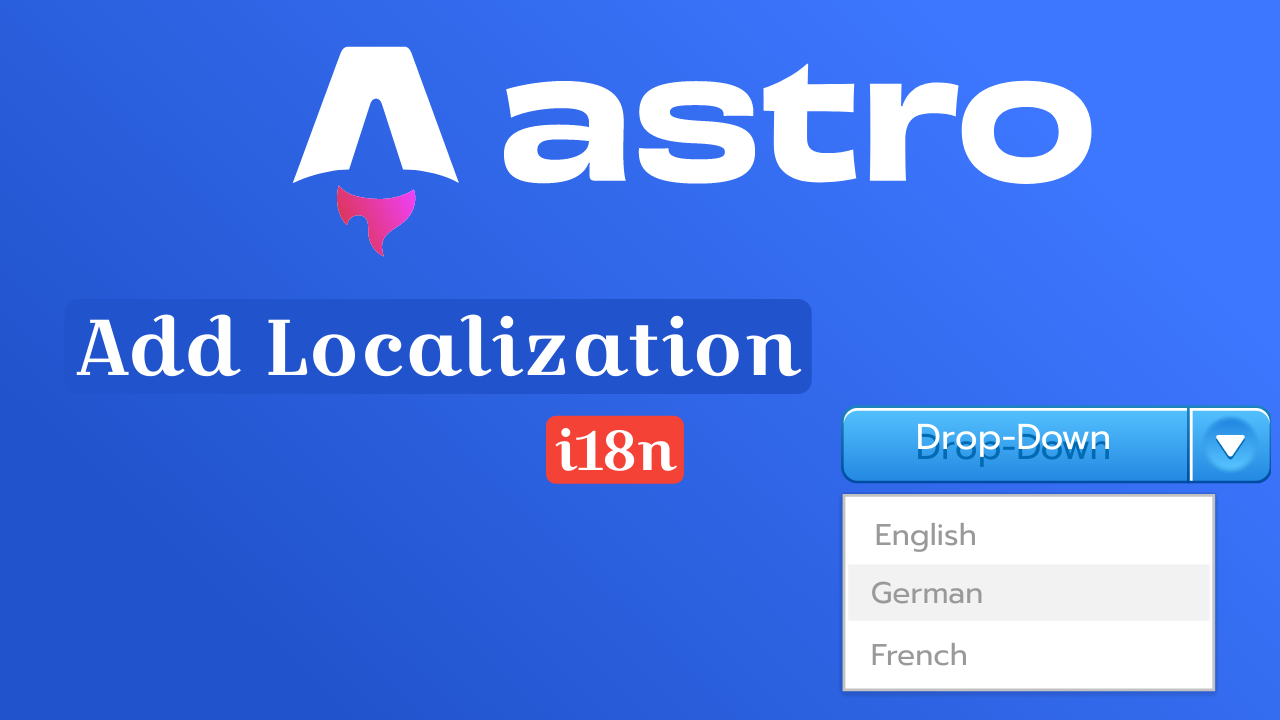 astro
Add Localization
i18n
Drop-Down
English
German
French